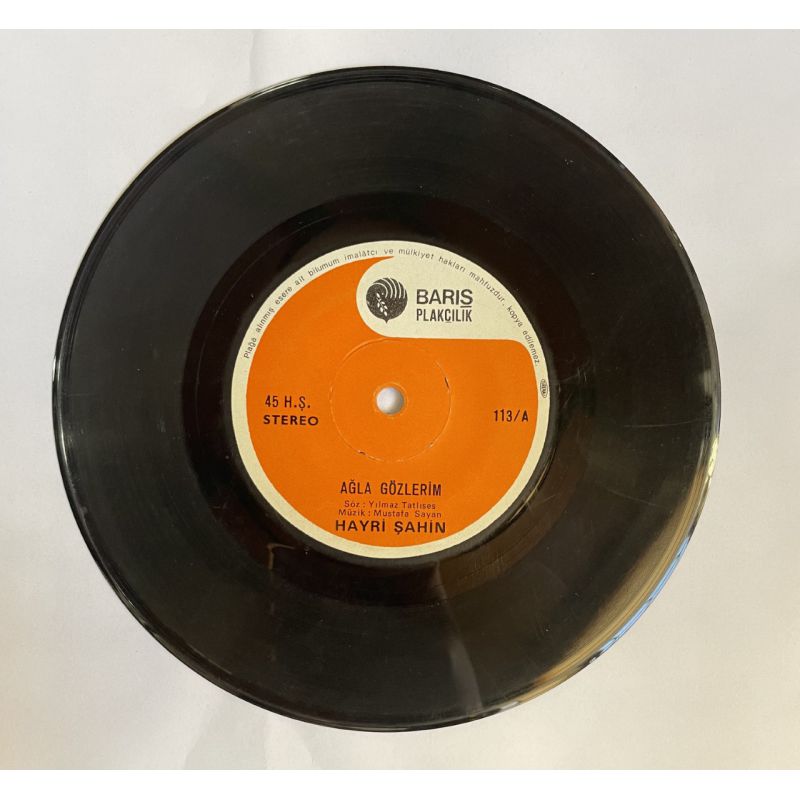 Plağa alınmış esere ait bilumum imalâtcı ve mülkiyet hakları mahfuzdur, kopya edilemez.
BARIŞ
PLAKÇILIK
45 H.Ş.
STEREO
113/A
AĞLA GÖZLERİM
Söz : Yılmaz Tatlıses
Müzik : Mustafa Sayan
HAYRİ ŞAHİN